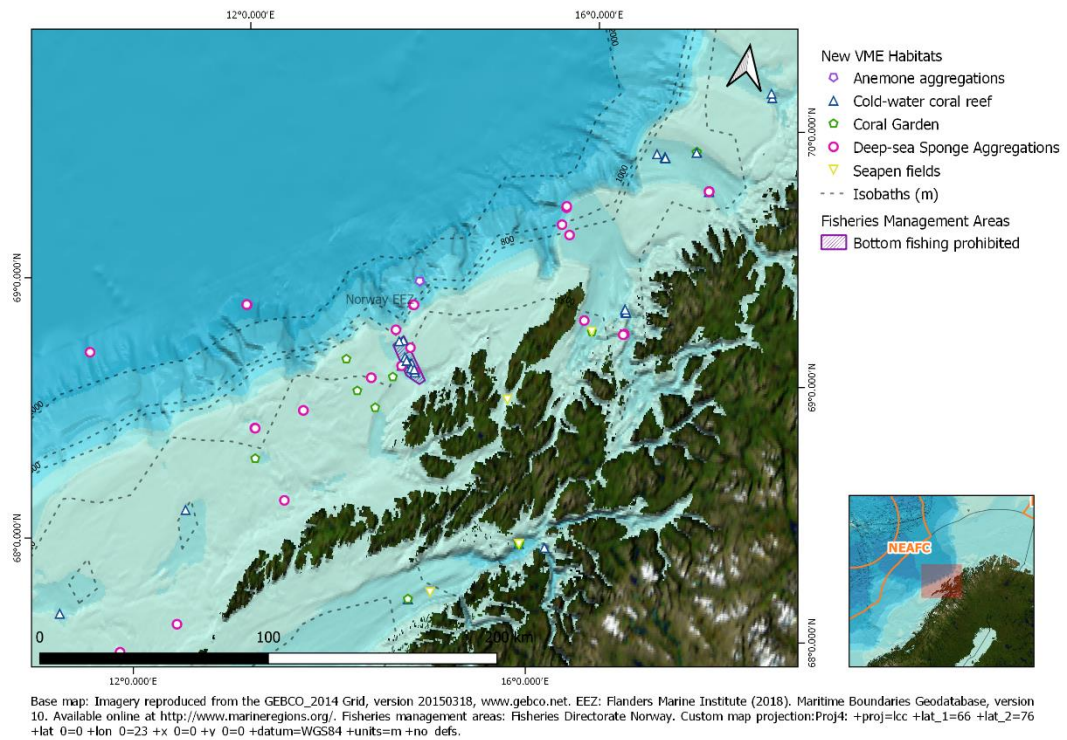 12°0.000'E
16°0.000'E
2000
New VME Habitats
Anemone aggregations
Cold-water coral reef
Coral Garden
Deep-sea Sponge Aggregations
Seapen fields
Isobaths (m)
Fisheries Management Areas
Bottom fishing prohibited
70°0.000'N
1000
800
69°0.000'N
Norway EEZ
69°0.000'N
68°0.000'N
NEAFC
68°0.000'N
0
100
200 km
12°0.000'E
16°0.000'E
Base map: Imagery reproduced from the GEBCO_2014 Grid, version 20150318, www.gebco.net. EEZ: Flanders Marine Institute (2018). Maritime Boundaries Geodatabase, version
10. Available online at http://www.marineregions.org/. Fisheries management areas: Fisheries Directorate Norway. Custom map projection:Proj4: +proj=lcc +lat_1=66 +lat_2=76
+lat_0=0 +lon_0=23 +x_0=0 +y_0=0 +datum=WGS84 +units=m +no_defs.